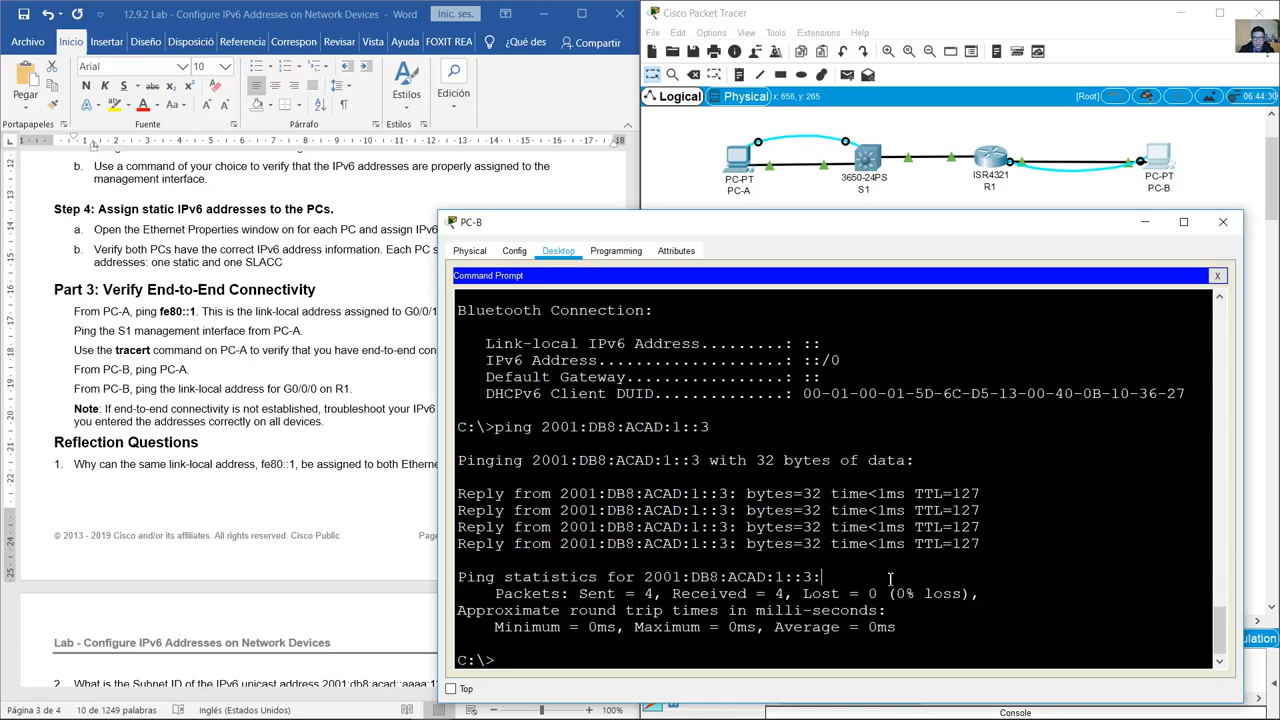 12.9.2 Lab - Configure IPv6 Addresses on Network Devices - Word
Inic. ses.
Archivo
Inicio
Insertar
Diseño
Disposició
Referencia
Correspon
Revisar
Vista
Ayuda
FOXIT REA
¿Qué des
Compartir
Pegar
Arial
10
N K S
Estilos
Edición
Portapapeles
Fuente
Párrafo
Estilos
b. Use a command of your choice to verify that the IPv6 addresses are properly assigned to the
management interface.
Step 4: Assign static IPv6 addresses to the PCs.
a. Open the Ethernet Properties window on for each PC and assign IPv6
b. Verify both PCs have the correct IPv6 address information. Each PC s
addresses: one static and one SLACC
Part 3: Verify End-to-End Connectivity
From PC-A, ping fe80::1. This is the link-local address assigned to G0/0/1
Ping the S1 management interface from PC-A.
Use the tracert command on PC-A to verify that you have end-to-end con
From PC-B, ping PC-A.
From PC-B, ping the link-local address for G0/0/0 on R1.
Note: If end-to-end connectivity is not established, troubleshoot your IPv6
you entered the addresses correctly on all devices.
Reflection Questions
1. Why can the same link-local address, fe80::1, be assigned to both Ethern
© 2013 - 2019 Cisco and/or its affiliates. All rights reserved. Cisco Public
Page
Lab - Configure IPv6 Addresses on Network Devices
2. What is the Subnet ID of the IPv6 unicast address 2001:db8:acad::aaaa:1
Página 3 de 4
10 de 1249 palabras
Inglés (Estados Unidos)
100%
Cisco Packet Tracer
File Edit Options View Tools Extensions Help
Logical
Physical
x: 656, y: 265
[Root]
06:44:30
PC-PT
PC-A
3650-24PS
S1
ISR4321
R1
PC-PT
PC-B
PC-B
Physical Config Desktop Programming Attributes
Command Prompt
X
Bluetooth Connection:
Link-local IPv6 Address.........: ::
IPv6 Address....................: ::/0
Default Gateway.................: ::
DHCPv6 Client DUID..............: 00-01-00-01-5D-6C-D5-13-00-40-0B-10-36-27
C:\>ping 2001:DB8:ACAD:1::3
Pinging 2001:DB8:ACAD:1::3 with 32 bytes of data:
Reply from 2001:DB8:ACAD:1::3: bytes=32 time<1ms TTL=127
Reply from 2001:DB8:ACAD:1::3: bytes=32 time<1ms TTL=127
Reply from 2001:DB8:ACAD:1::3: bytes=32 time<1ms TTL=127
Reply from 2001:DB8:ACAD:1::3: bytes=32 time<1ms TTL=127
Ping statistics for 2001:DB8:ACAD:1::3:
Packets: Sent = 4, Received = 4, Lost = 0 (0% loss),
Approximate round trip times in milli-seconds:
Minimum = 0ms, Maximum = 0ms, Average = 0ms
C:\>
Top
ulation
Console